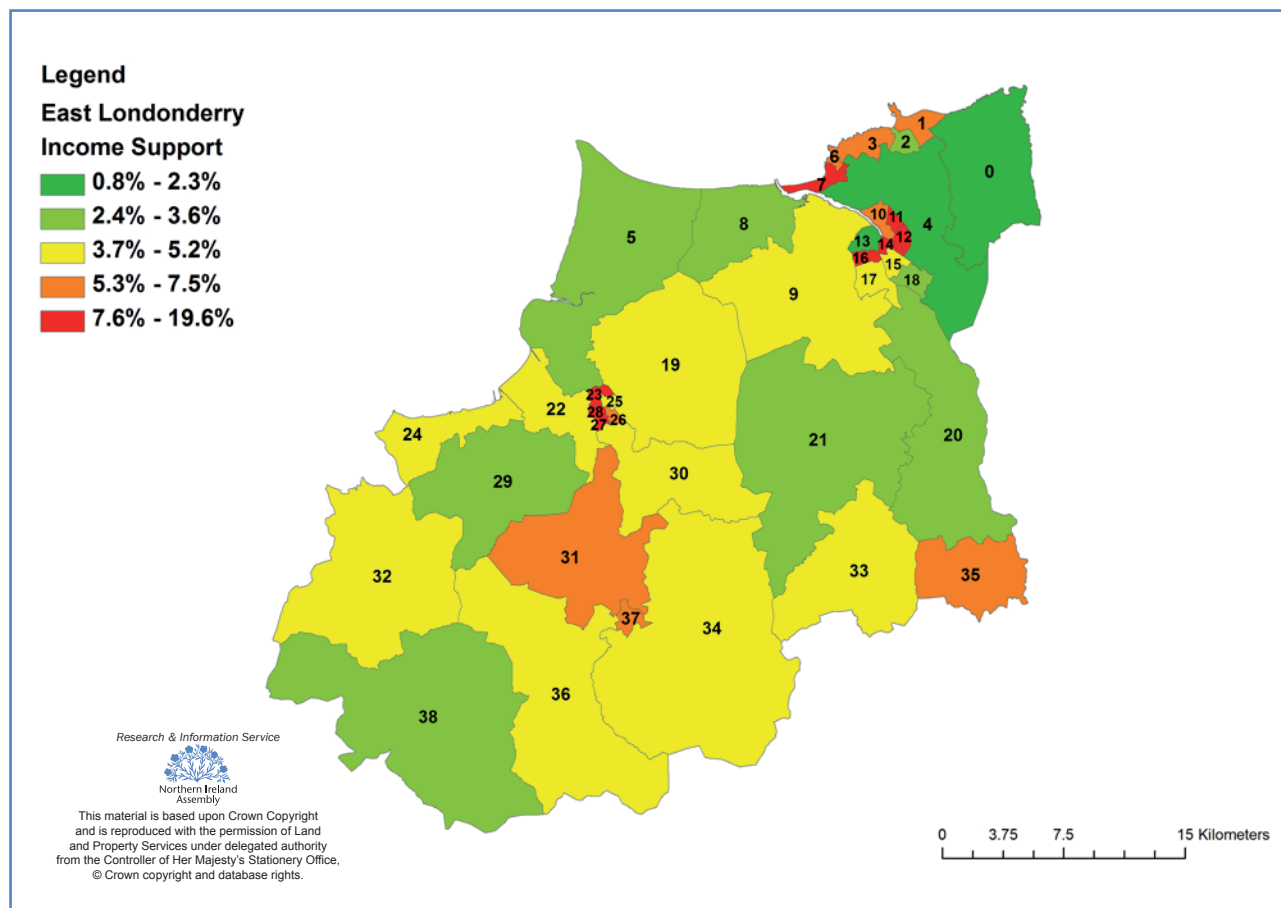 Legend
East Londonderry
Income Support
0.8% - 2.3%
2.4% - 3.6%
3.7% - 5.2%
5.3% - 7.5%
7.6% - 19.6%
1
2
3
0
6
7
4
5
8
10
11
12
13
14
16
15
17
18
9
19
23
25
22
28
26
27
24
21
20
29
30
31
32
33
35
37
34
36
38
Research & Information Service
Northern Ireland
Assembly
This material is based upon Crown Copyright
and is reproduced with the permission of Land
and Property Services under delegated authority
from the Controller of Her Majesty's Stationery Office,
© Crown copyright and database rights.
0 3.75 7.5 15 Kilometers